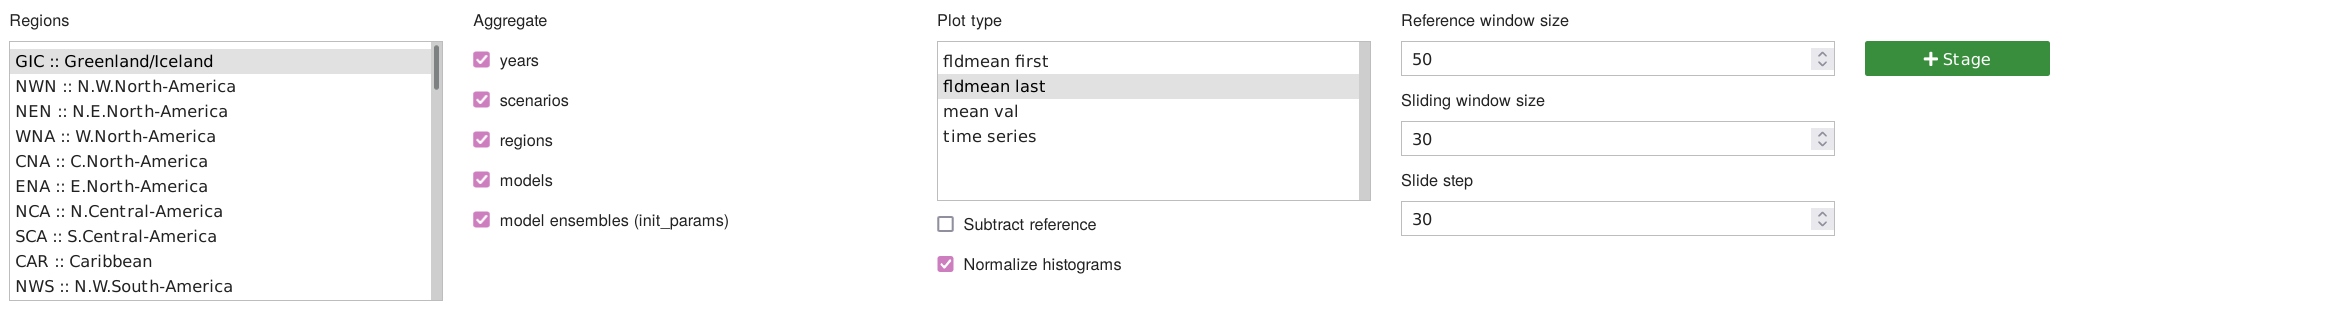 Regions
GIC :: Greenland/Iceland
NWN :: N.W.North-America
NEN :: N.E.North-America
WNA :: W.North-America
CNA :: C.North-America
ENA :: E.North-America
NCA :: N.Central-America
SCA :: S.Central-America
CAR :: Caribbean
NWS :: N.W.South-America
Aggregate
years
scenarios
regions
models
model ensembles (init_params)
Plot type
fldmean first
fldmean last
mean val
time series
Subtract reference
Normalize histograms
Reference window size
50
Sliding window size
30
Slide step
30
+ Stage